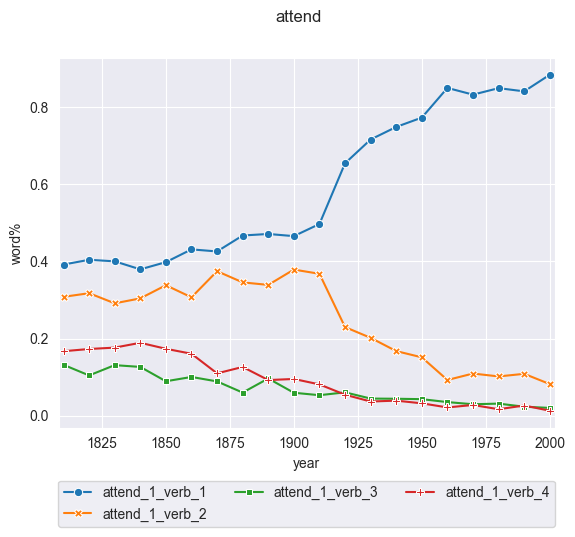 attend
word%
0.8
0.6
0.4
0.2
0.0
1825 1850 1875 1900 1925 1950 1975 2000
year
attend_1_verb_1 attend_1_verb_3 attend_1_verb_4
attend_1_verb_2